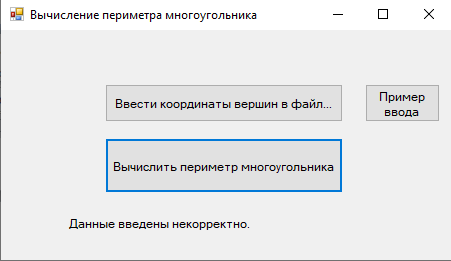 Вычисление периметра многоугольника
Ввести координаты вершин в файл...
Пример
ввода
Вычислить периметр многоугольника
Данные введены некорректно.